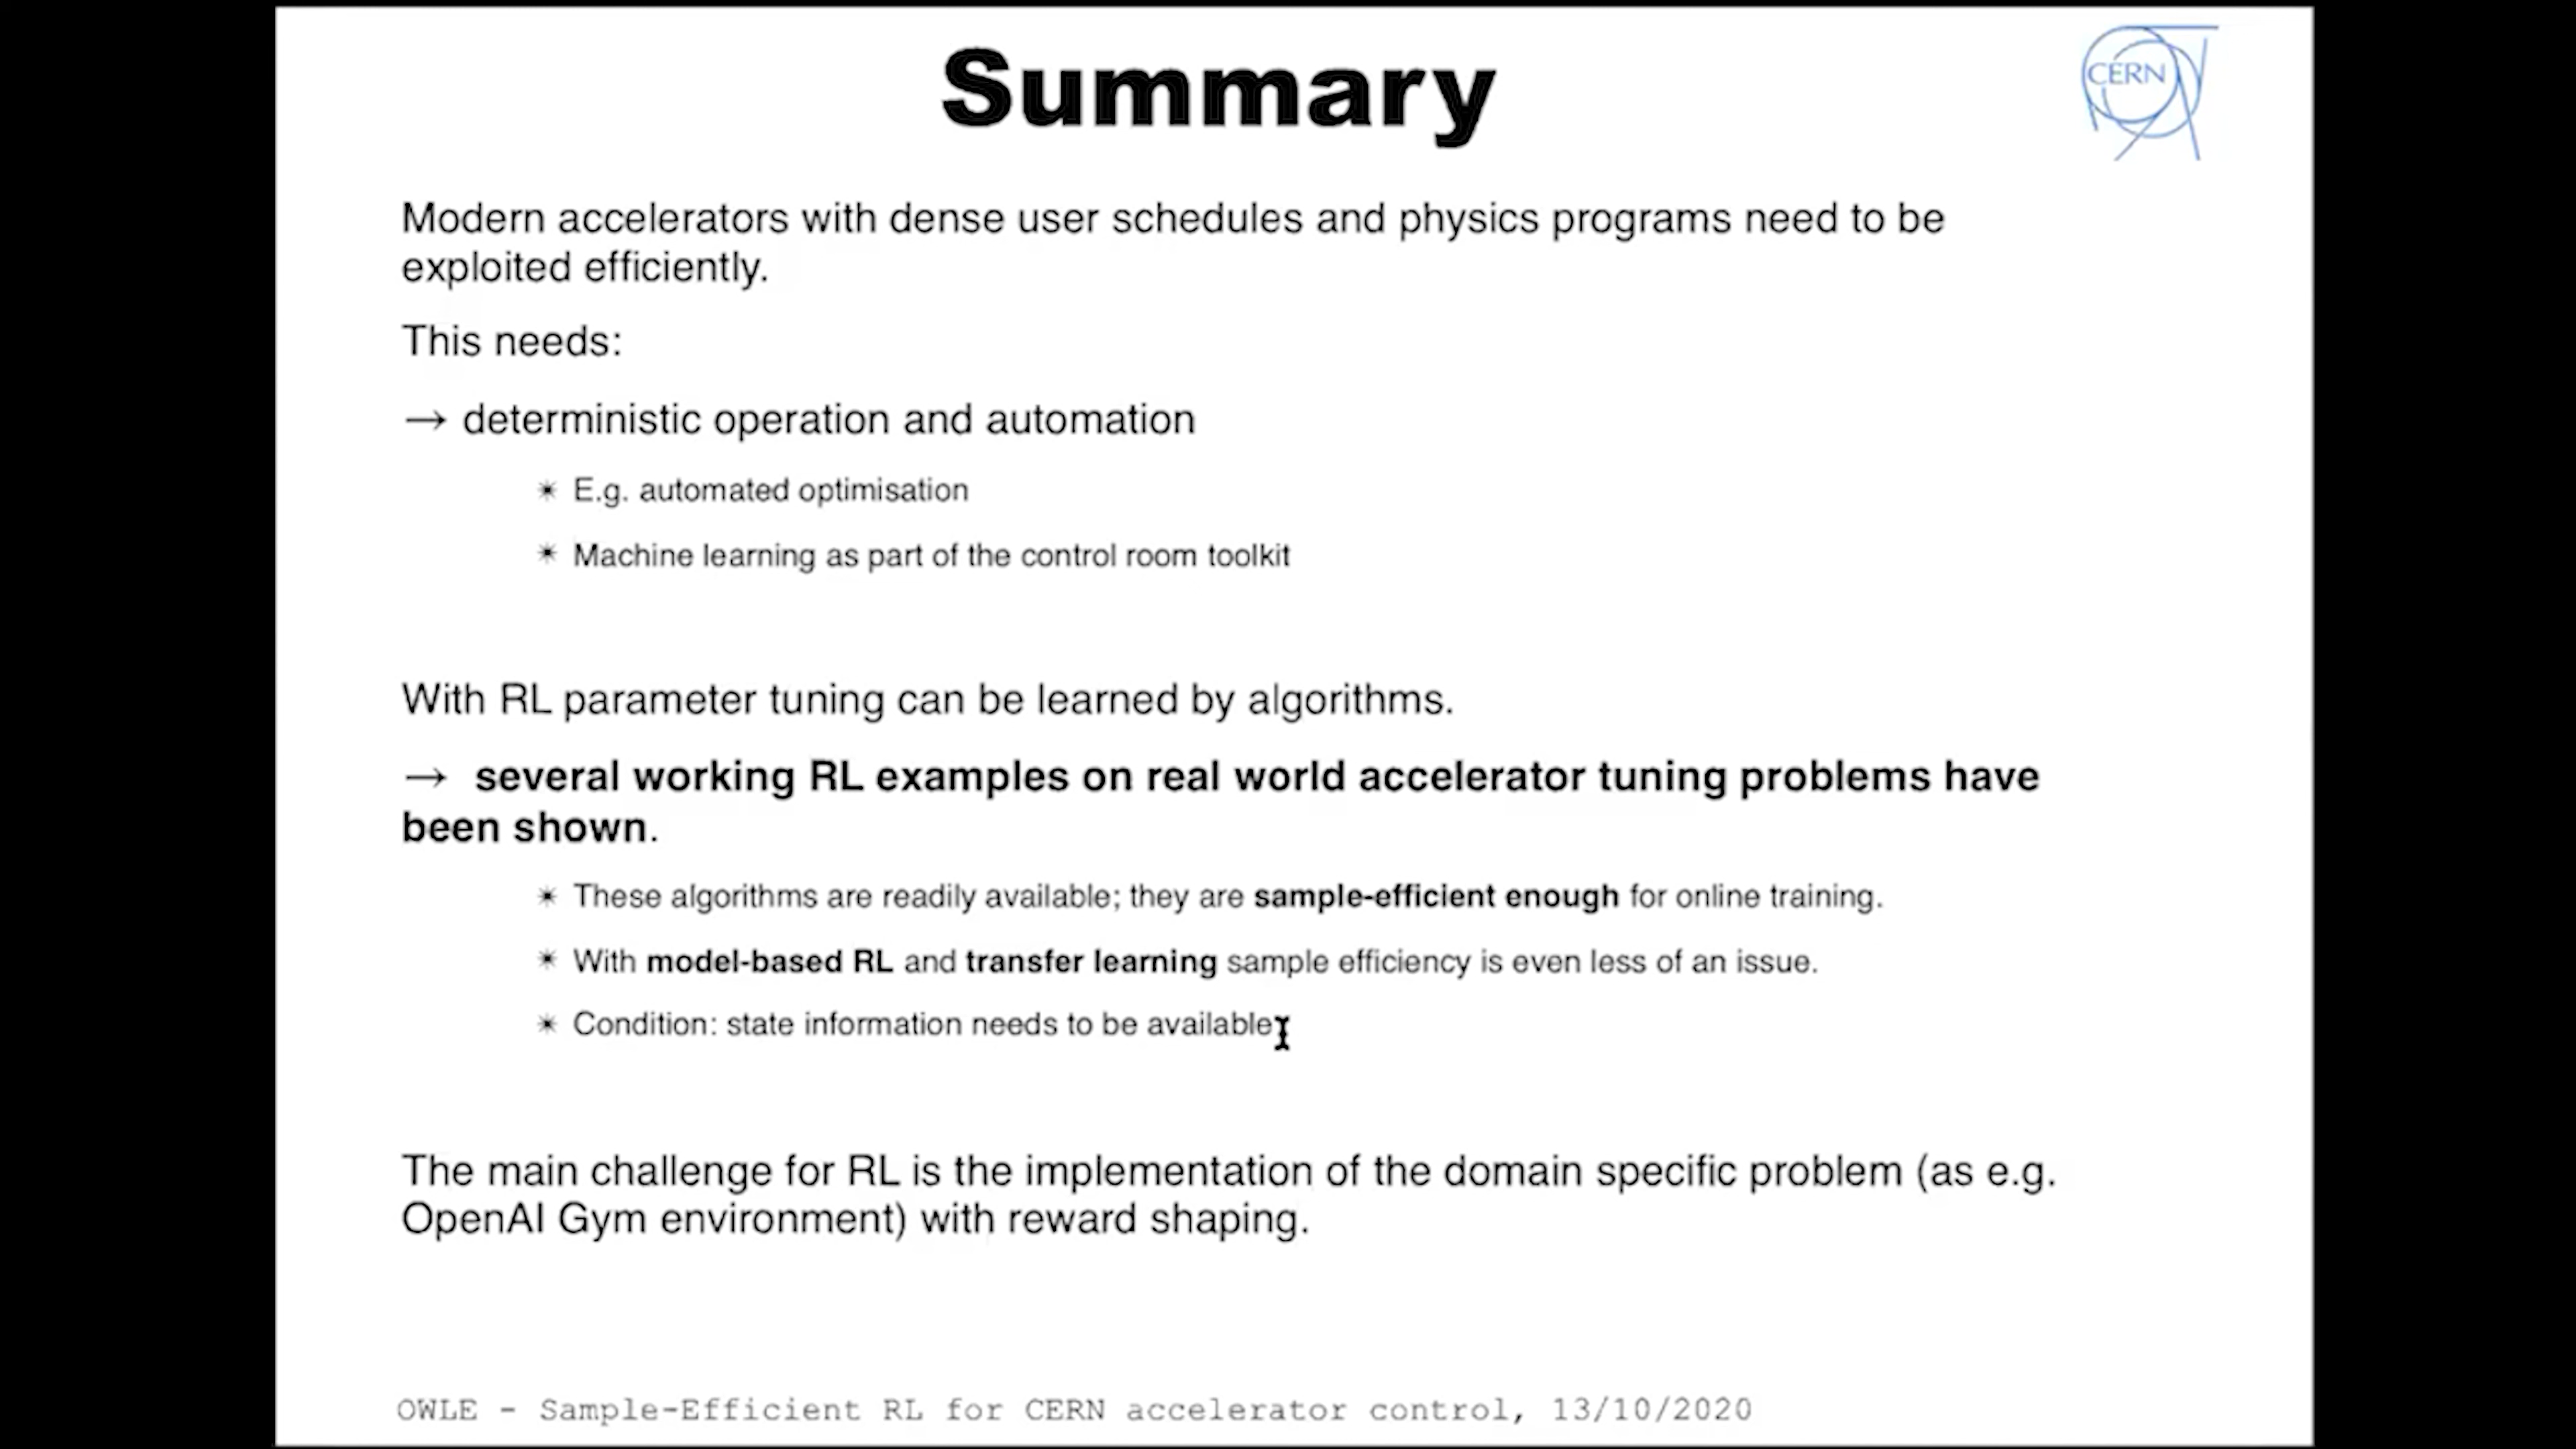 Summary
CERN
Modern accelerators with dense user schedules and physics programs need to be
exploited efficiently.
This needs:
→ deterministic operation and automation
✴ E.g. automated optimisation
✴ Machine learning as part of the control room toolkit
With RL parameter tuning can be learned by algorithms.
→ several working RL examples on real world accelerator tuning problems have
been shown.
✴ These algorithms are readily available; they are sample-efficient enough for online training.
✴ With model-based RL and transfer learning sample efficiency is even less of an issue.
✴ Condition: state information needs to be available
The main challenge for RL is the implementation of the domain specific problem (as e.g.
OpenAI Gym environment) with reward shaping.
OWLE - Sample-Efficient RL for CERN accelerator control, 13/10/2020